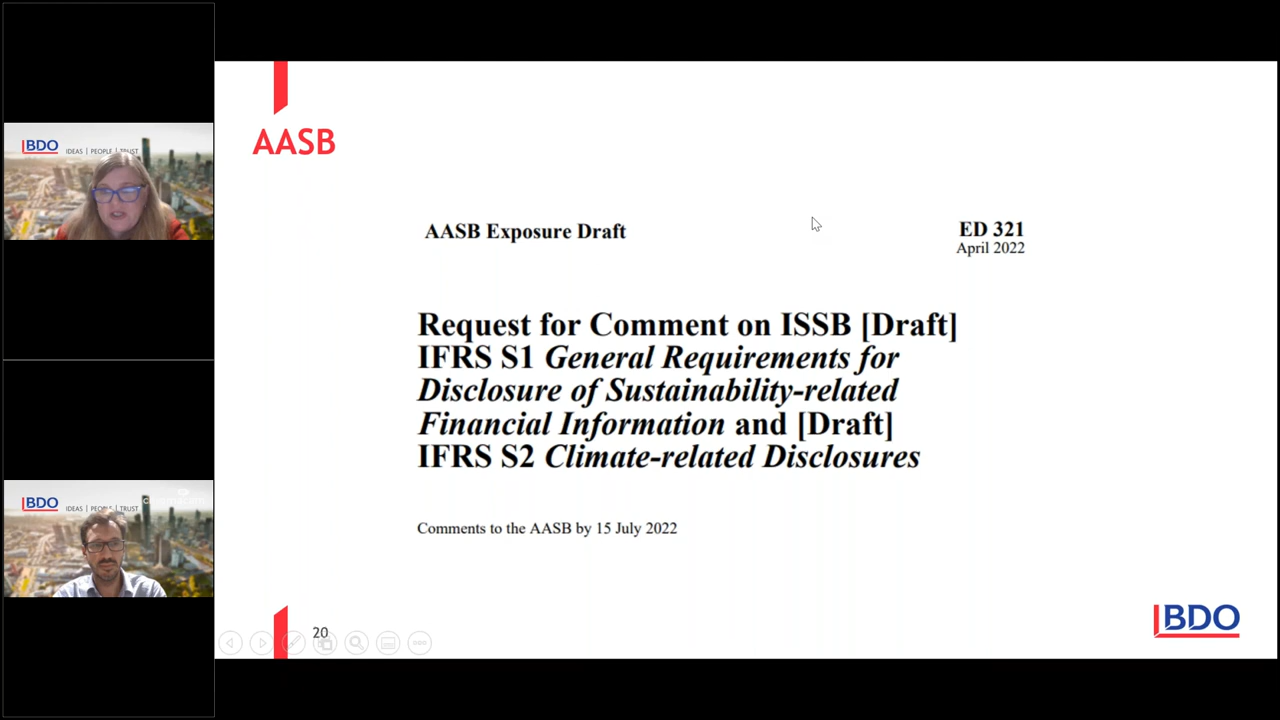 BDO IDEAS | PEOPLE | TRUST
AASB
AASB Exposure Draft
ED 321
April 2022
Request for Comment on ISSB [Draft]
IFRS S1 General Requirements for
Disclosure of Sustainability-related
Financial Information and [Draft]
IFRS S2 Climate-related Disclosures
Comments to the AASB by 15 July 2022
BDO IDEAS | PEOPLE | TRUST
20
BDO